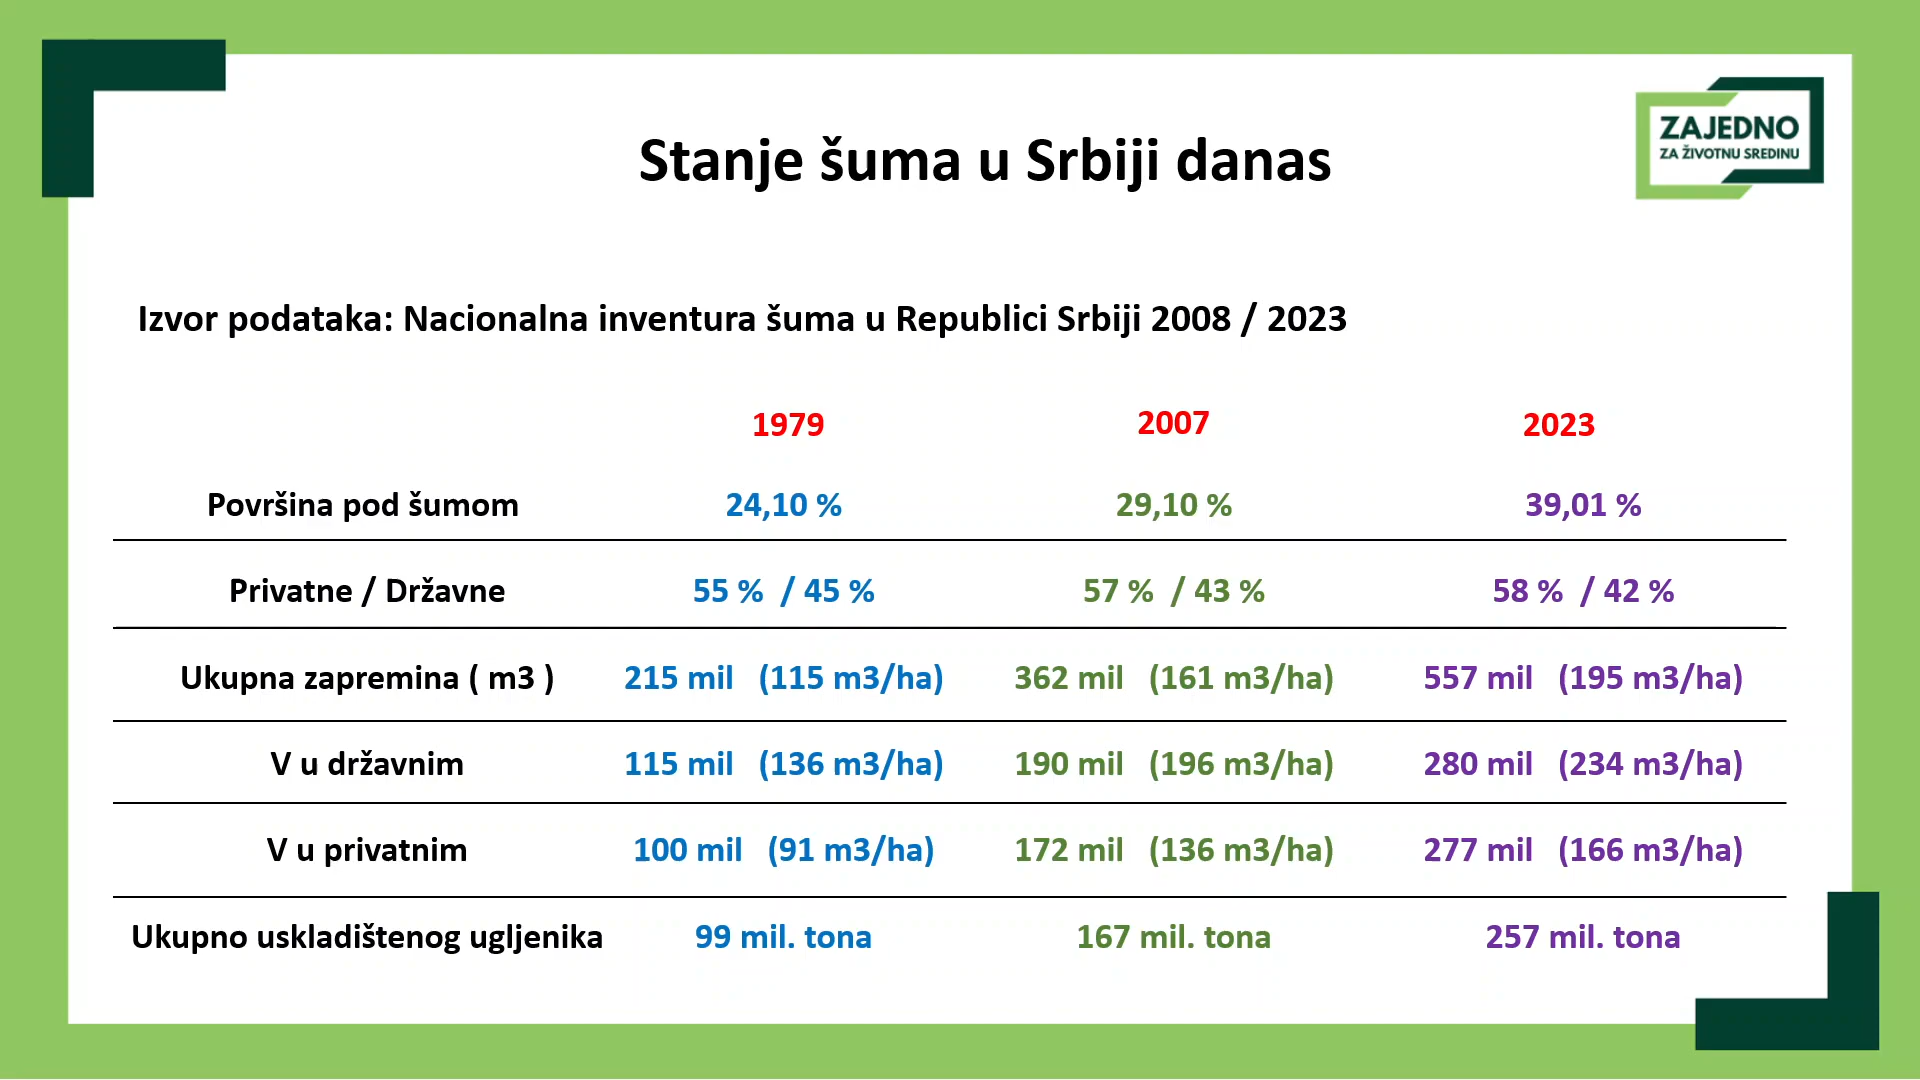 ZAJEDNO
ZA ŽIVOTNU SREDINU
Stanje šuma u Srbiji danas
Izvor podataka: Nacionalna inventura šuma u Republici Srbiji 2008 / 2023
1979 2007 2023
Površina pod šumom 24,10 % 29,10 % 39,01 %
Privatne / Državne 55 % / 45 % 57 % / 43 % 58 % / 42 %
Ukupna zapremina ( m3 ) 215 mil (115 m3/ha) 362 mil (161 m3/ha) 557 mil (195 m3/ha)
V u državnim 115 mil (136 m3/ha) 190 mil (196 m3/ha) 280 mil (234 m3/ha)
V u privatnim 100 mil (91 m3/ha) 172 mil (136 m3/ha) 277 mil (166 m3/ha)
Ukupno uskladištenog ugljenika 99 mil. tona 167 mil. tona 257 mil. tona